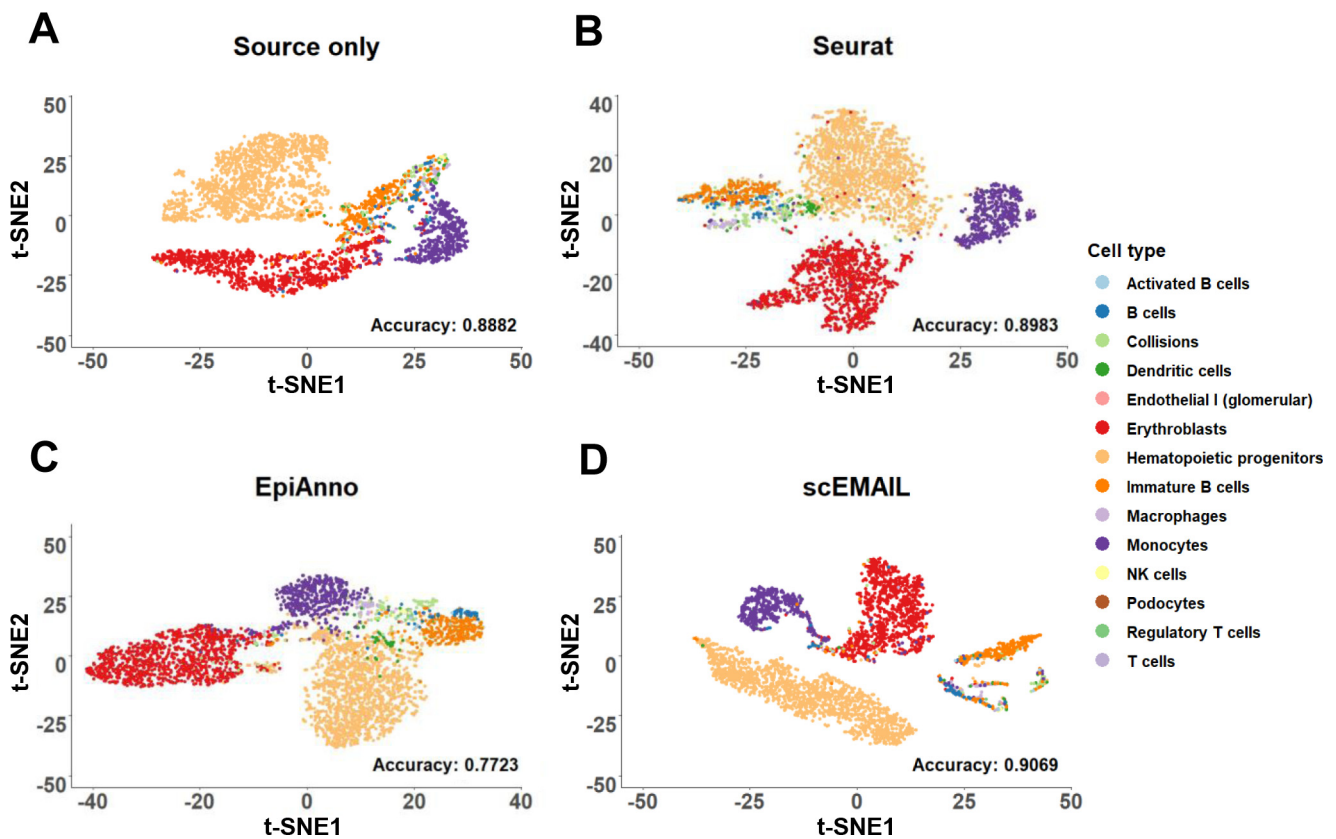 A
Source only
50
25
0
-25
-50
t-SNE2
Accuracy: 0.8882
-50 -25 0 25 50
t-SNE1
B
Seurat
40
20
0
-20
-40
t-SNE2
Accuracy: 0.8983
-50 -25 0 25 50
t-SNE1
Cell type
Activated B cells
B cells
Collisions
Dendritic cells
Endothelial I (glomerular)
Erythroblasts
Hematopoietic progenitors
Immature B cells
Macrophages
Monocytes
NK cells
Podocytes
Regulatory T cells
T cells
C
EpiAnno
50
25
0
-25
-50
t-SNE2
Accuracy: 0.7723
-40 -20 0 20 40
t-SNE1
D
scEMAIL
50
25
0
-25
-50
t-SNE2
Accuracy: 0.9069
-50 -25 0 25 50
t-SNE1